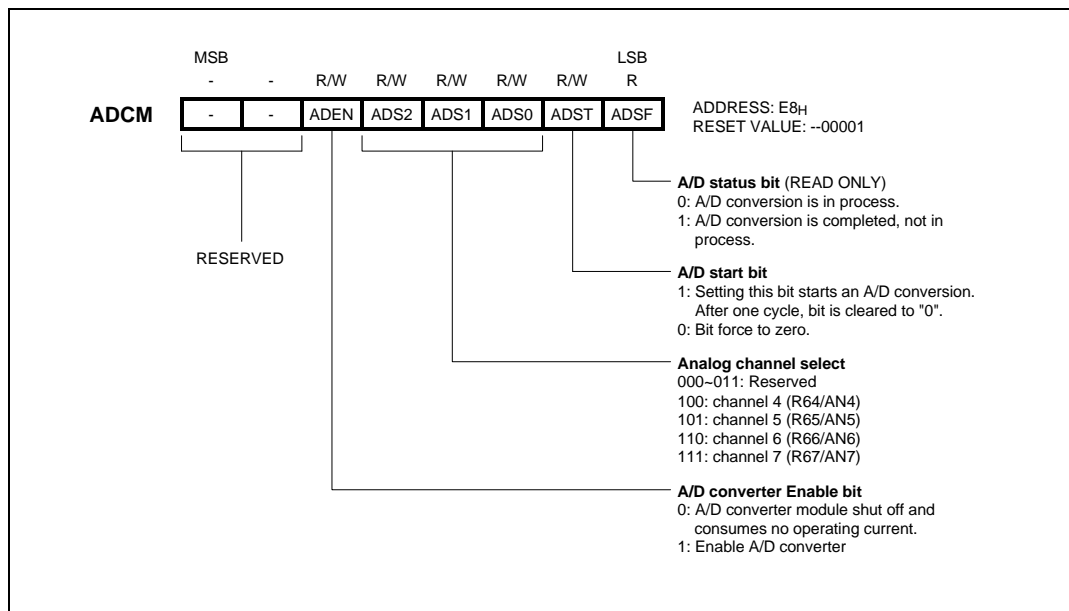 MSB LSB
- - R/W R/W R/W R/W R/W R
ADCM - - ADEN ADS2 ADS1 ADS0 ADST ADSF
ADDRESS: E8H
RESET VALUE: --00001
RESERVED
A/D status bit (READ ONLY)
0: A/D conversion is in process.
1: A/D conversion is completed, not in
process.
A/D start bit
1: Setting this bit starts an A/D conversion.
After one cycle, bit is cleared to "0".
0: Bit force to zero.
Analog channel select
000~011: Reserved
100: channel 4 (R64/AN4)
101: channel 5 (R65/AN5)
110: channel 6 (R66/AN6)
111: channel 7 (R67/AN7)
A/D converter Enable bit
0: A/D converter module shut off and
consumes no operating current.
1: Enable A/D converter